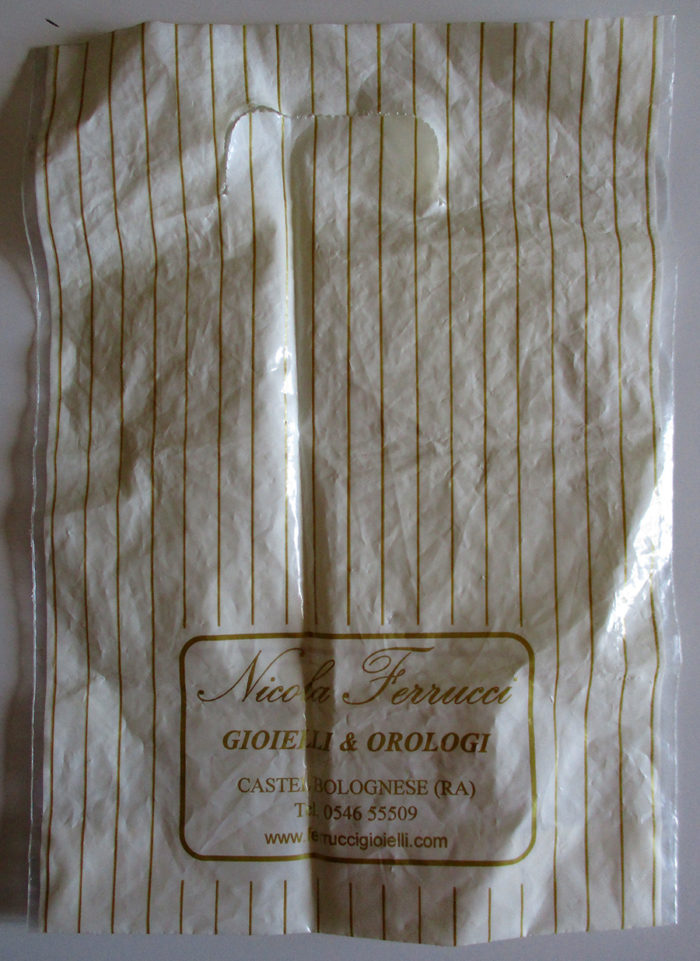 Nicola Ferrucci
GIOIELLI & OROLOGI
CASTEL BOLOGNESE (RA)
Tel. 0546 55509
www.ferruccigioielli.com